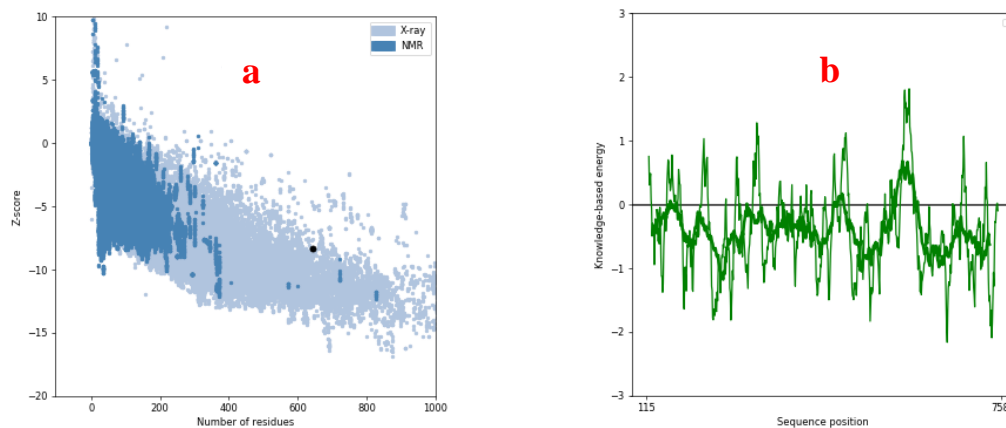 10
5
0
−5
−10
−15
−20
Z-score
0 200 400 600 800 1000
Number of residues
X-ray
NMR
a
3
2
1
0
−1
−2
−3
Knowledge-based energy
115 758
Sequence position
b